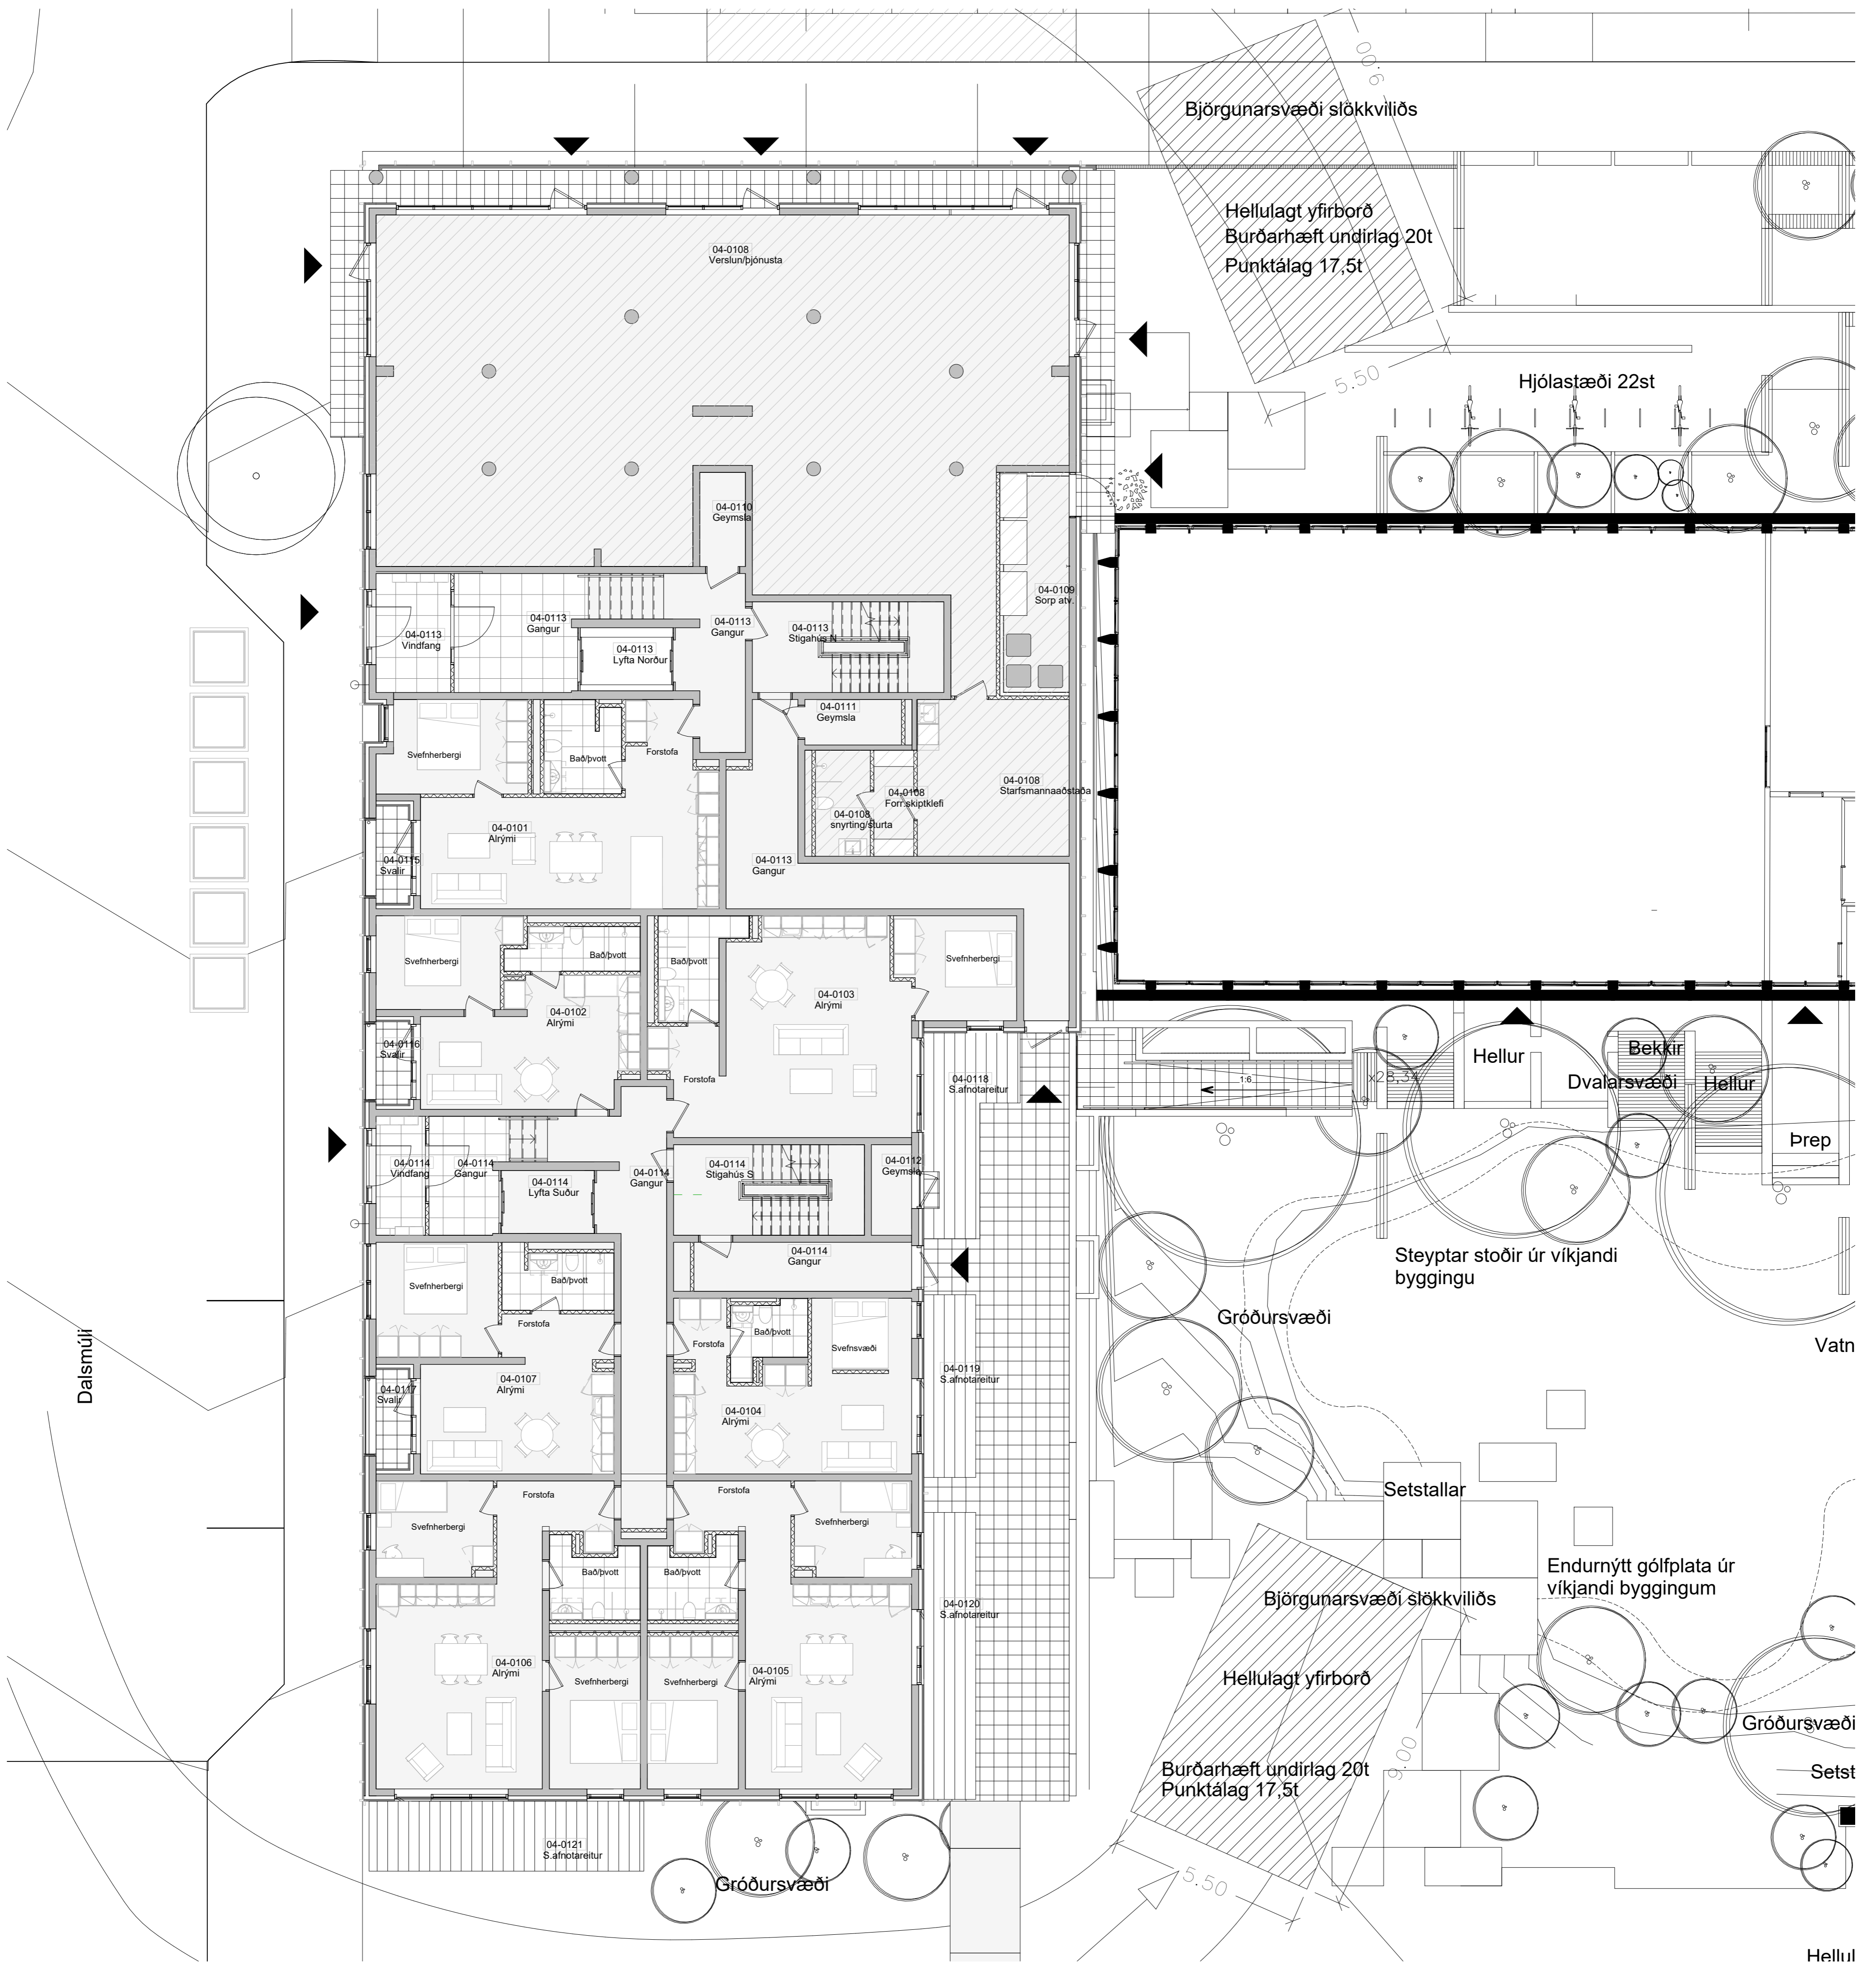 Björgunarsvæði slökkviliðs
6.00
Hellulagt yfirborð
Burðarhæft undirlag 20t
Punktálag 17,5t
5.50
Hjólastæði 22st
04-0108
Verslun/þjónusta
04-0110
Geymsla
04-0109
Sorp atv.
04-0113
Vindfang
04-0113
Gangur
04-0113
Lyfta Norður
04-0113
Gangur
04-0113
Stigahús N
04-0111
Geymsla
Svefnherbergi
Bað/þvott
Forstofa
04-0108
Starfsmannaaðstaða
04-0108
Forr.skiptklefi
04-0108
snyrting/sturta
04-0101
Alrými
04-0115
Svalir
04-0113
Gangur
Svefnherbergi
Bað/þvott
Bað/þvott
Svefnherbergi
04-0102
Alrými
04-0103
Alrými
04-0116
Svalir
Forstofa
04-0118
S.afnotareitur
1:6
x28,34
Hellur
Bekkir
Dvalarsvæði
Hellur
Þrep
04-0114
Vindfang
04-0114
Gangur
04-0114
Lyfta Suður
04-0114
Gangur
04-0114
Stigahús S
04-0112
Geymsla
04-0114
Gangur
Steyptar stoðir úr víkjandi
byggingu
Gróðursvæði
Vatn
Svefnherbergi
Bað/þvott
Forstofa
Forstofa
Bað/þvott
Svefnsvæði
04-0107
Alrými
04-0117
Svalir
04-0104
Alrými
04-0119
S.afnotareitur
Dalsmúli
Setstallar
Forstofa
Forstofa
Svefnherbergi
Svefnherbergi
Bað/þvott
Bað/þvott
Endurnýtt gólfplata úr
víkjandi byggingum
Björgunarsvæði slökkviliðs
04-0120
S.afnotareitur
04-0106
Alrými
Svefnherbergi
Svefnherbergi
04-0105
Alrými
Hellulagt yfirborð
Gróðursvæði
Burðarhæft undirlag 20t
Punktálag 17,5t
9.00
Setst
04-0121
S.afnotareitur
Gróðursvæði
5.50
Hellul